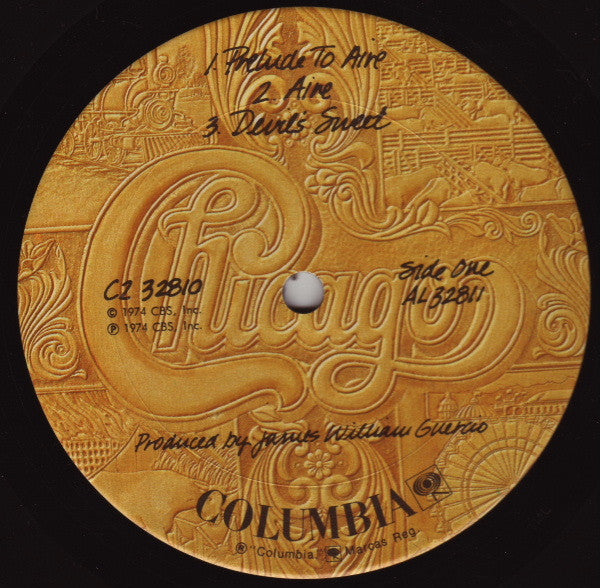 1. Prelude To Aire
2. Aire
3. Devil's Sweet
Chicago
C2 32810
© 1974 CBS, Inc.
℗ 1974 CBS, Inc.
Side One
AL 32811
Produced by James William Guercio
COLUMBIA
® "Columbia," Marcas Reg.